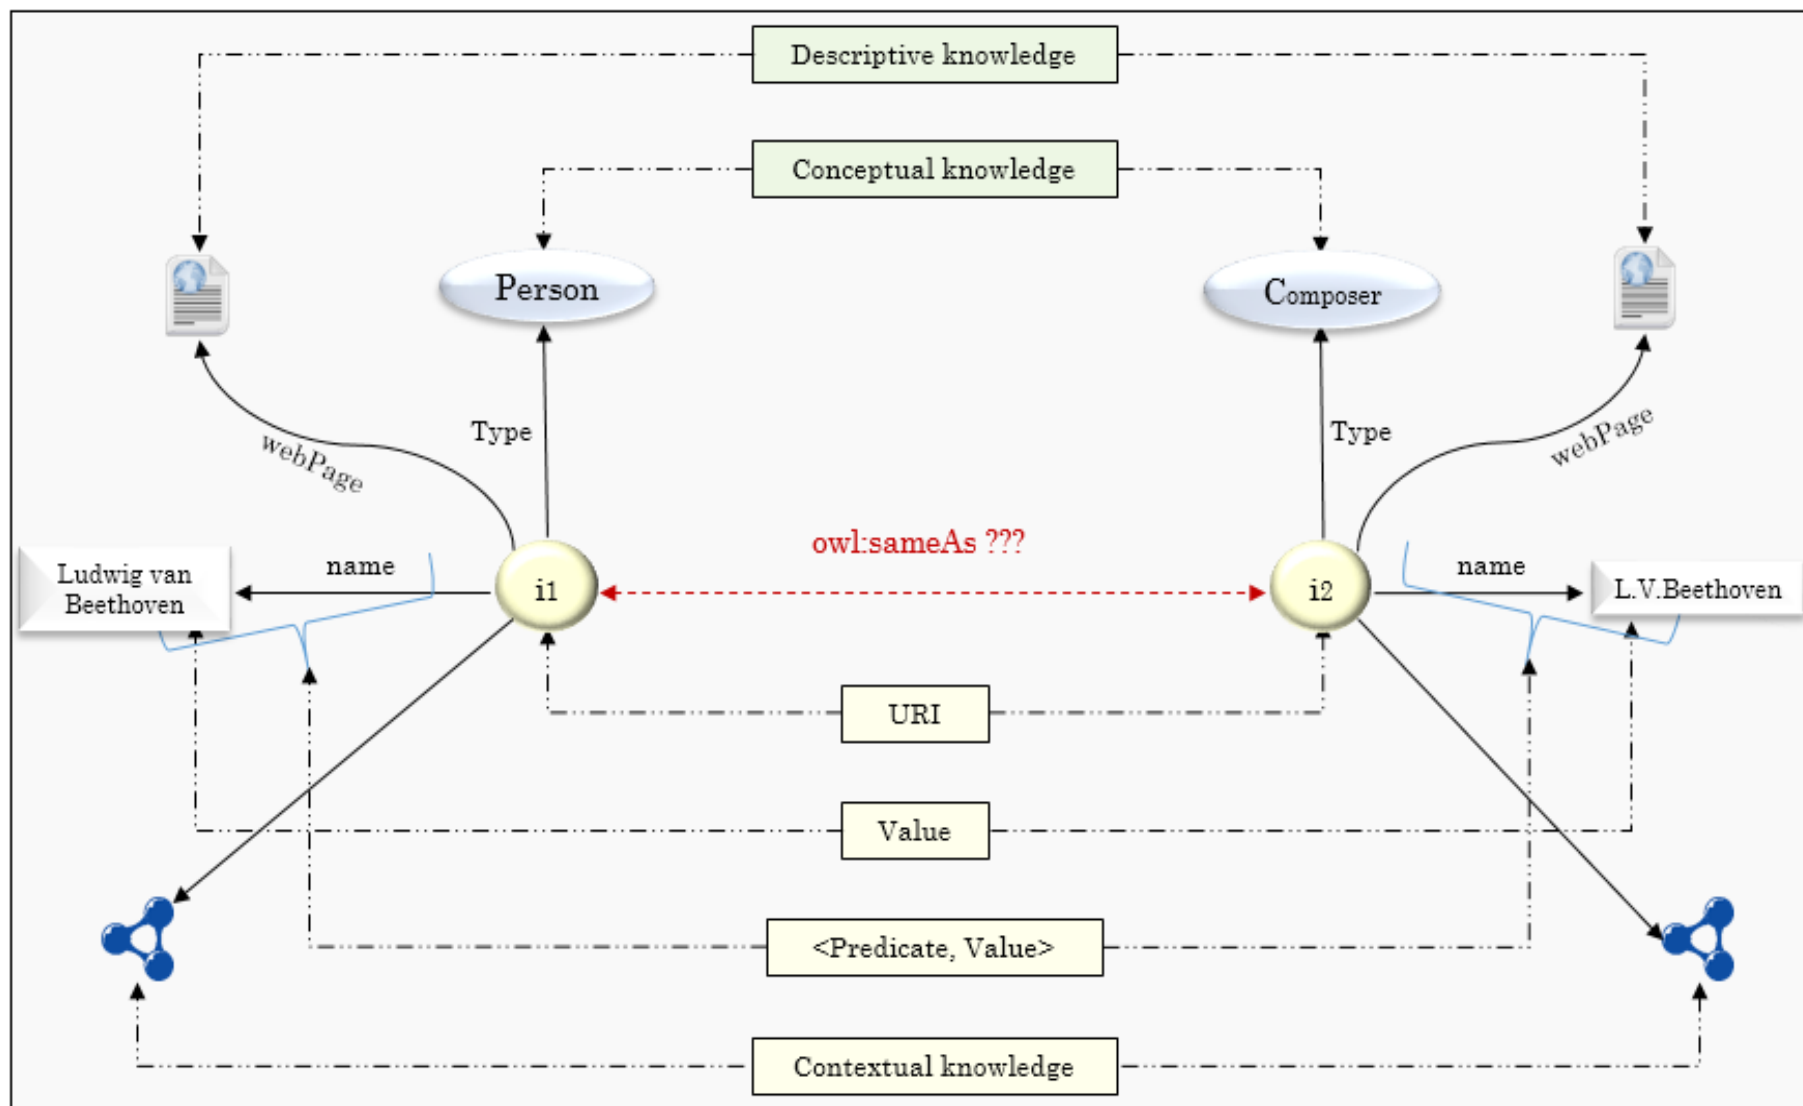 Descriptive knowledge
Conceptual knowledge
Person
Composer
Type
Type
webPage
webPage
owl:sameAs ???
Ludwig van
Beethoven
name
i1
i2
name
L.V.Beethoven
URI
Value
<Predicate, Value>
Contextual knowledge